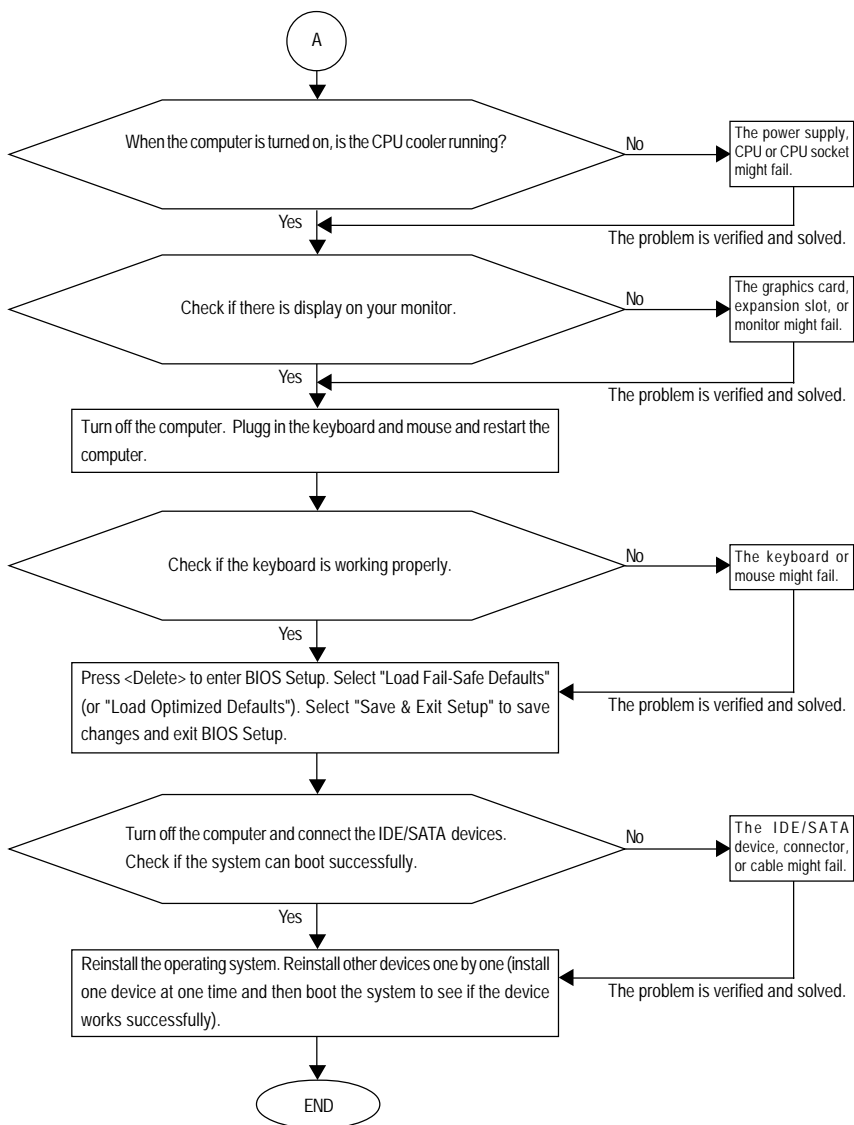 A
When the computer is turned on, is the CPU cooler running?
No
The power supply,
CPU or CPU socket
might fail.
Yes
The problem is verified and solved.
Check if there is display on your monitor.
No
The graphics card,
expansion slot, or
monitor might fail.
Yes
The problem is verified and solved.
Turn off the computer. Plugg in the keyboard and mouse and restart the
computer.
Check if the keyboard is working properly.
No
The keyboard or
mouse might fail.
Yes
Press <Delete> to enter BIOS Setup. Select "Load Fail-Safe Defaults"
(or "Load Optimized Defaults"). Select "Save & Exit Setup" to save
changes and exit BIOS Setup.
The problem is verified and solved.
Turn off the computer and connect the IDE/SATA devices.
Check if the system can boot successfully.
No
The IDE/SATA
device, connector,
or cable might fail.
Yes
Reinstall the operating system. Reinstall other devices one by one (install
one device at one time and then boot the system to see if the device
works successfully).
The problem is verified and solved.
END